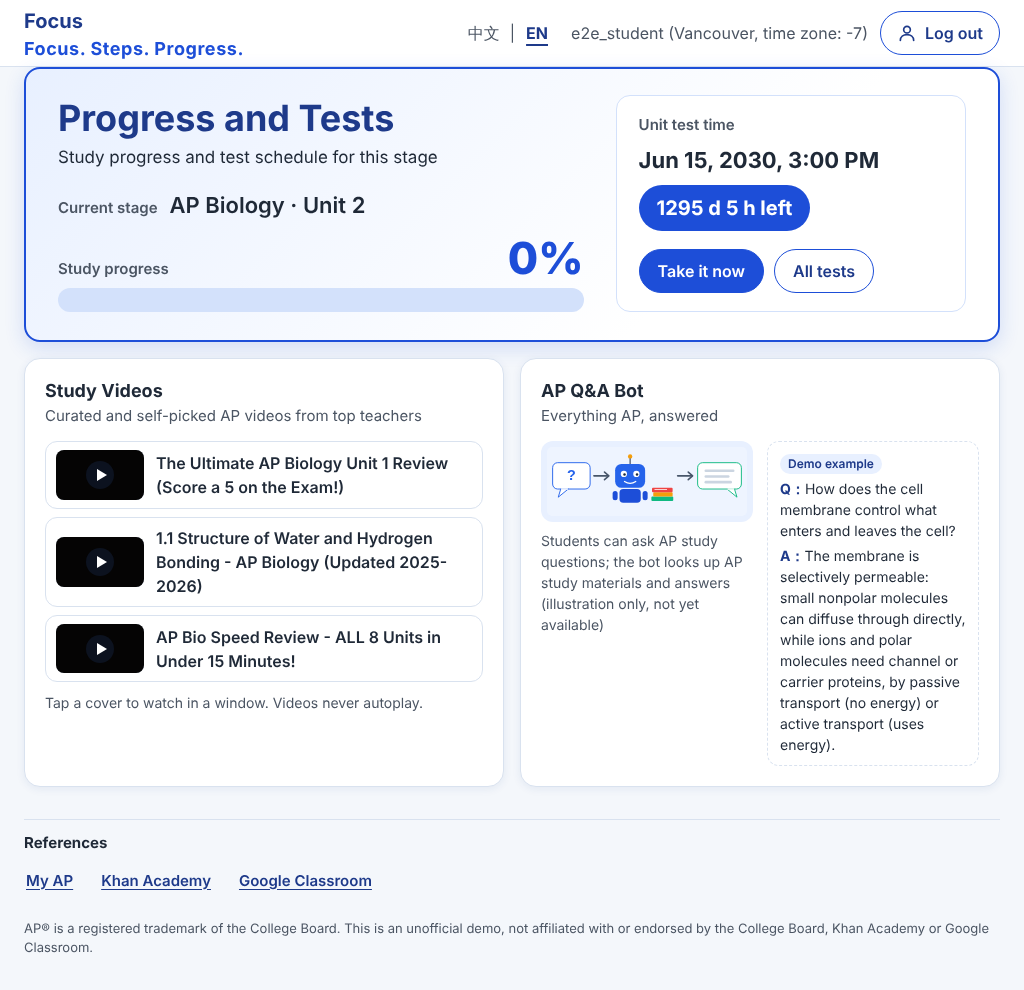 Focus
Focus. Steps. Progress.
中文 | EN
e2e_student (Vancouver, time zone: -7)
Log out
Progress and Tests
Study progress and test schedule for this stage
Current stage AP Biology · Unit 2
Study progress 0%
Unit test time
Jun 15, 2030, 3:00 PM
1295 d 5 h left
Take it now
All tests
Study Videos
Curated and self-picked AP videos from top teachers
The Ultimate AP Biology Unit 1 Review
(Score a 5 on the Exam!)
1.1 Structure of Water and Hydrogen
Bonding - AP Biology (Updated 2025-
2026)
AP Bio Speed Review - ALL 8 Units in
Under 15 Minutes!
Tap a cover to watch in a window. Videos never autoplay.
AP Q&A Bot
Everything AP, answered
?
Students can ask AP study
questions; the bot looks up AP
study materials and answers
(illustration only, not yet
available)
Demo example
Q：How does the cell
membrane control what
enters and leaves the cell?
A：The membrane is
selectively permeable:
small nonpolar molecules
can diffuse through directly,
while ions and polar
molecules need channel or
carrier proteins, by passive
transport (no energy) or
active transport (uses
energy).
References
My AP
Khan Academy
Google Classroom
AP® is a registered trademark of the College Board. This is an unofficial demo, not affiliated with or endorsed by the College Board, Khan Academy or Google
Classroom.